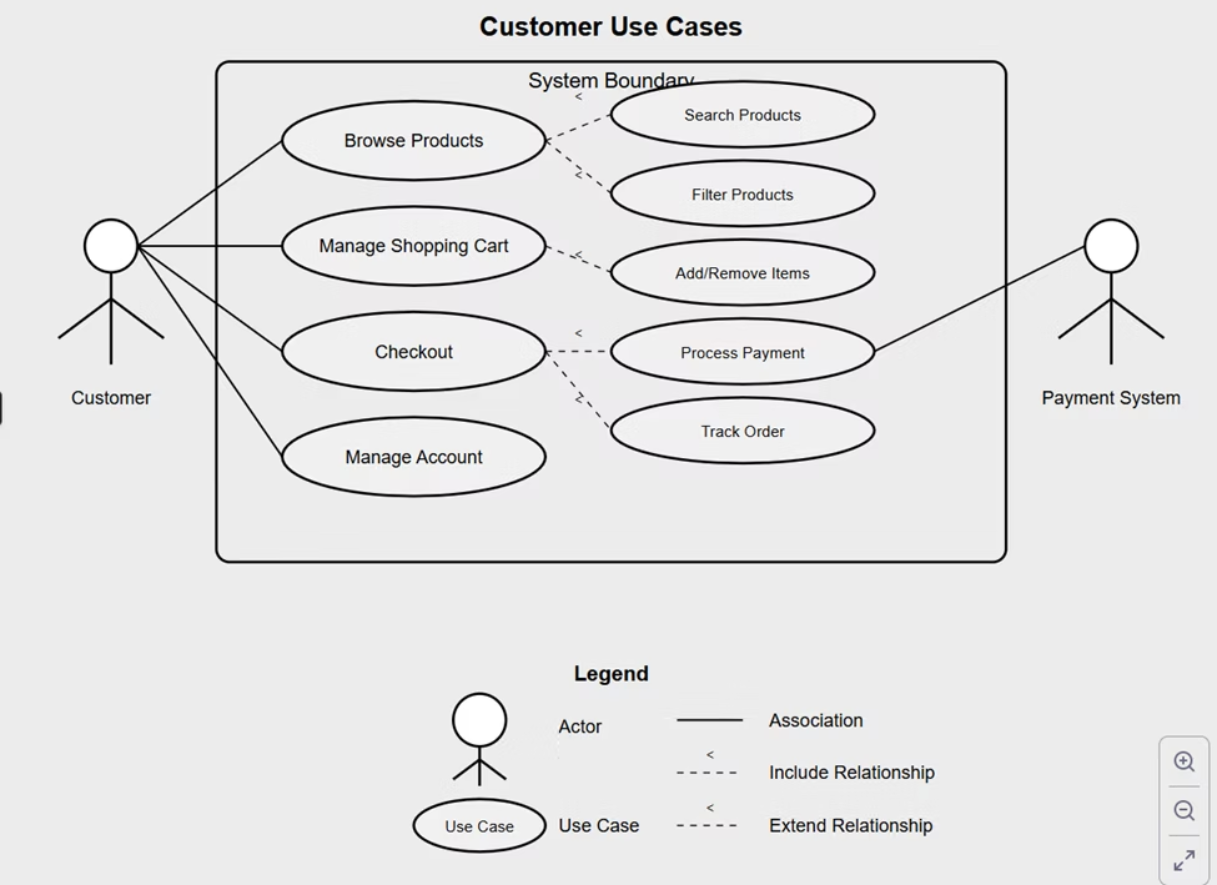 Customer Use Cases
System Boundary
<
Search Products
Browse Products
<
Filter Products
Manage Shopping Cart
<
Add/Remove Items
<
Checkout
Process Payment
Customer
Payment System
<
Track Order
Manage Account
Legend
Actor
Association
<
Include Relationship
<
Use Case
Use Case
Extend Relationship